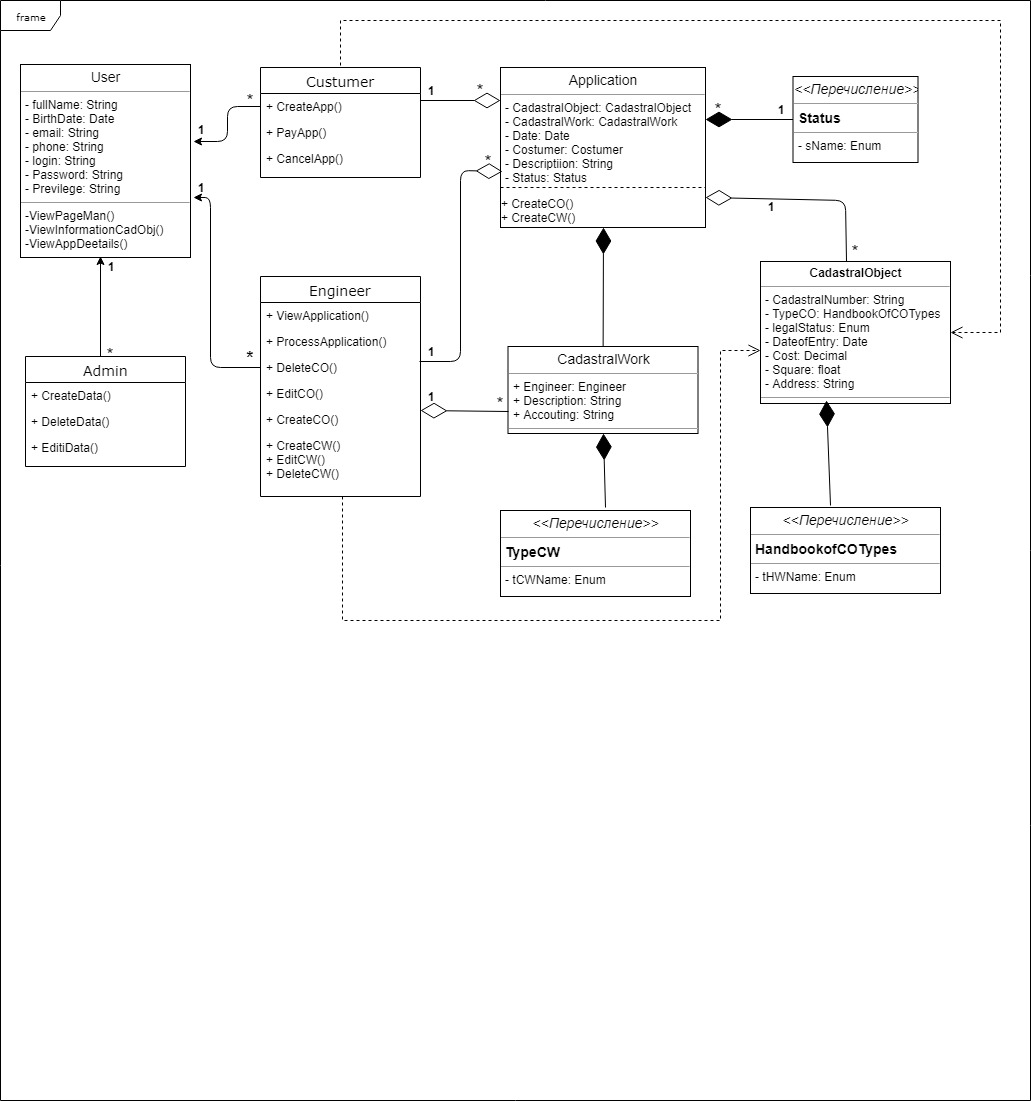 frame
User
- fullName: String
- BirthDate: Date
- email: String
- phone: String
- login: String
- Password: String
- Previlege: String
-ViewPageMan()
-ViewInformationCadObj()
-ViewAppDeetails()
1
*
Admin
+ CreateData()
+ DeleteData()
+ EditiData()
1
*
1
*
Custumer
+ CreateApp()
+ PayApp()
+ CancelApp()
1
*
Engineer
+ ViewApplication()
+ ProcessApplication()
+ DeleteCO()
+ EditCO()
+ CreateCO()
+ CreateCW()
+ EditCW()
+ DeleteCW()
1
*
1
*
Application
- CadastralObject: CadastralObject
- CadastralWork: CadastralWork
- Date: Date
- Costumer: Costumer
- Descriptiion: String
- Status: Status
+ CreateCO()
+ CreateCW()
*
1
<<Перечисление>>
Status
- sName: Enum
1
*
CadastralObject
- CadastralNumber: String
- TypeCO: HandbookOfCOTypes
- legalStatus: Enum
- DateofEntry: Date
- Cost: Decimal
- Square: float
- Address: String
CadastralWork
+ Engineer: Engineer
+ Description: String
+ Accouting: String
<<Перечисление>>
TypeCW
- tCWName: Enum
<<Перечисление>>
HandbookofCOTypes
- tHWName: Enum